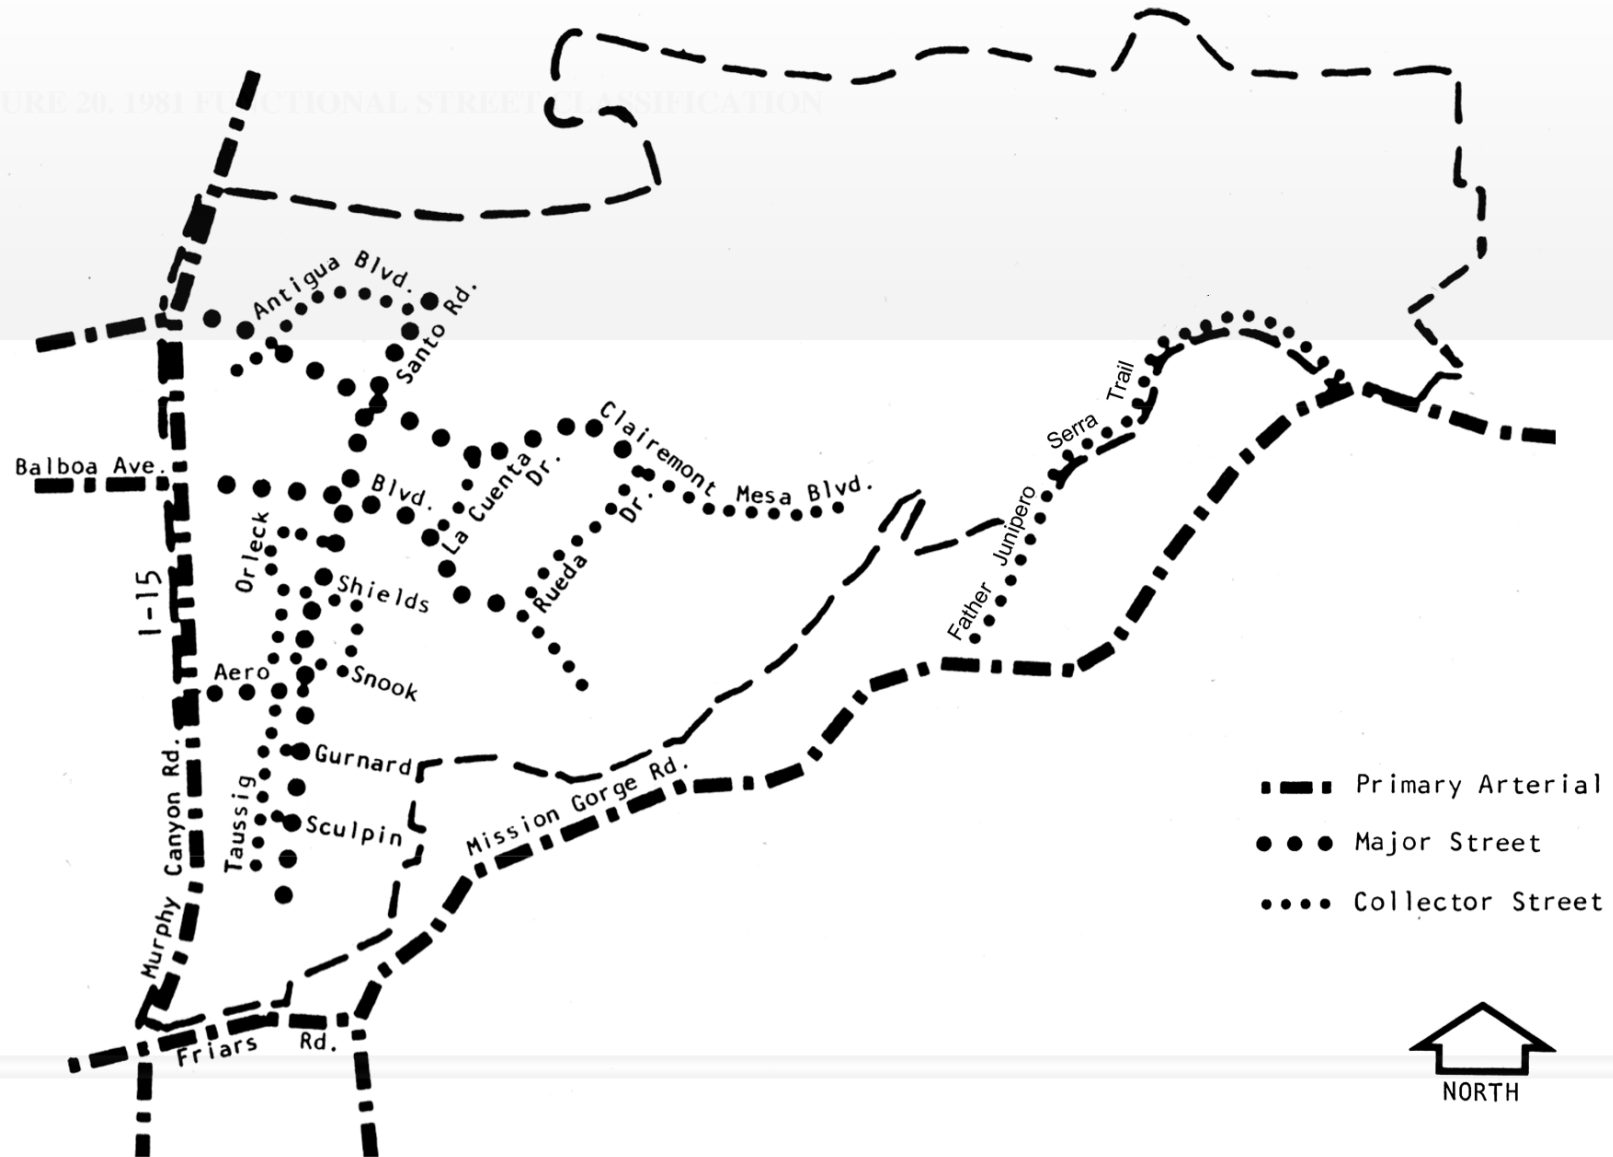 URE 20. 1981 FUNCTIONAL STREET CLASSIFICATION
Antigua Blvd.
Santo Rd.
Clairemont Mesa Blvd.
Balboa Ave.
Blvd.
La Cuenta Dr.
Rueda Dr.
Orleck
Shields
I-15
Aero
Snook
Gurnard
Taussig
Sculpin
Murphy Canyon Rd.
Mission Gorge Rd.
Friars Rd.
Father Junipero Serra Trail
Primary Arterial
Major Street
Collector Street
NORTH